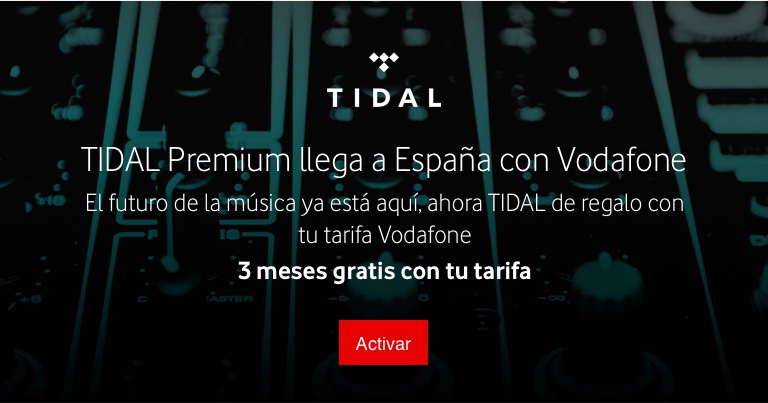 TIDAL
TIDAL Premium llega a España con Vodafone
El futuro de la música ya está aquí, ahora TIDAL de regalo con
tu tarifa Vodafone
3 meses gratis con tu tarifa
Activar